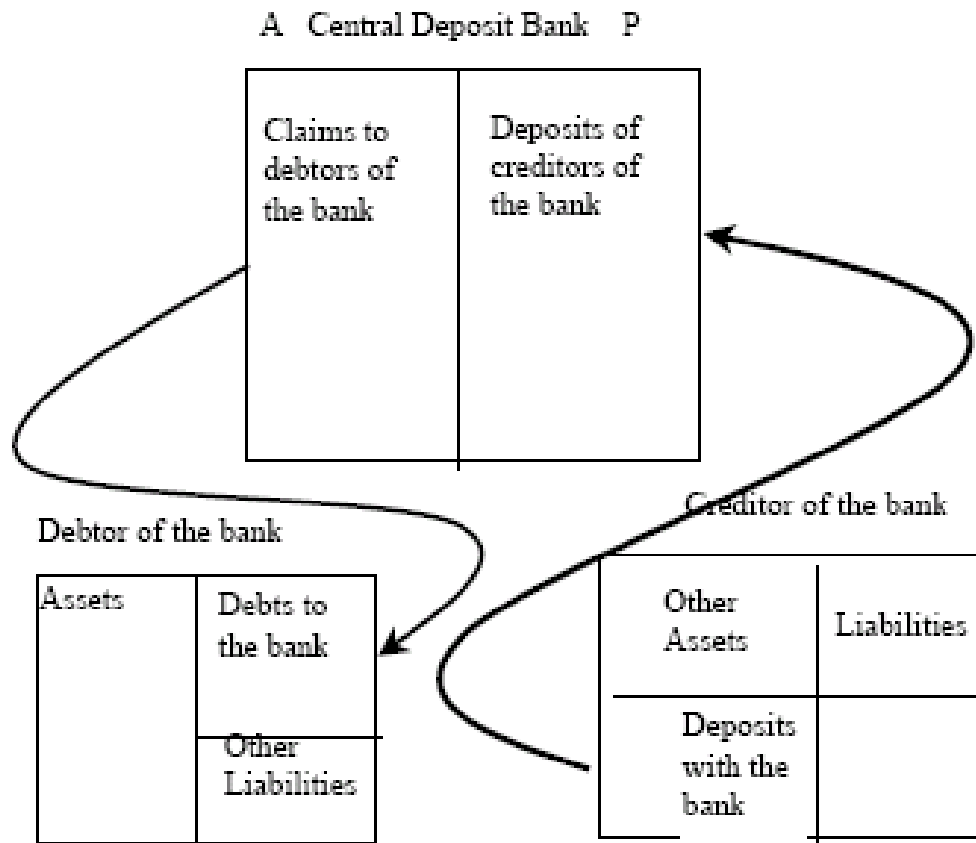 A Central Deposit Bank P
Claims to
debtors of
the bank
Deposits of
creditors of
the bank
Debtor of the bank
Assets
Debts to
the bank
Other
Liabilities
Creditor of the bank
Other
Assets
Liabilities
Deposits
with the
bank